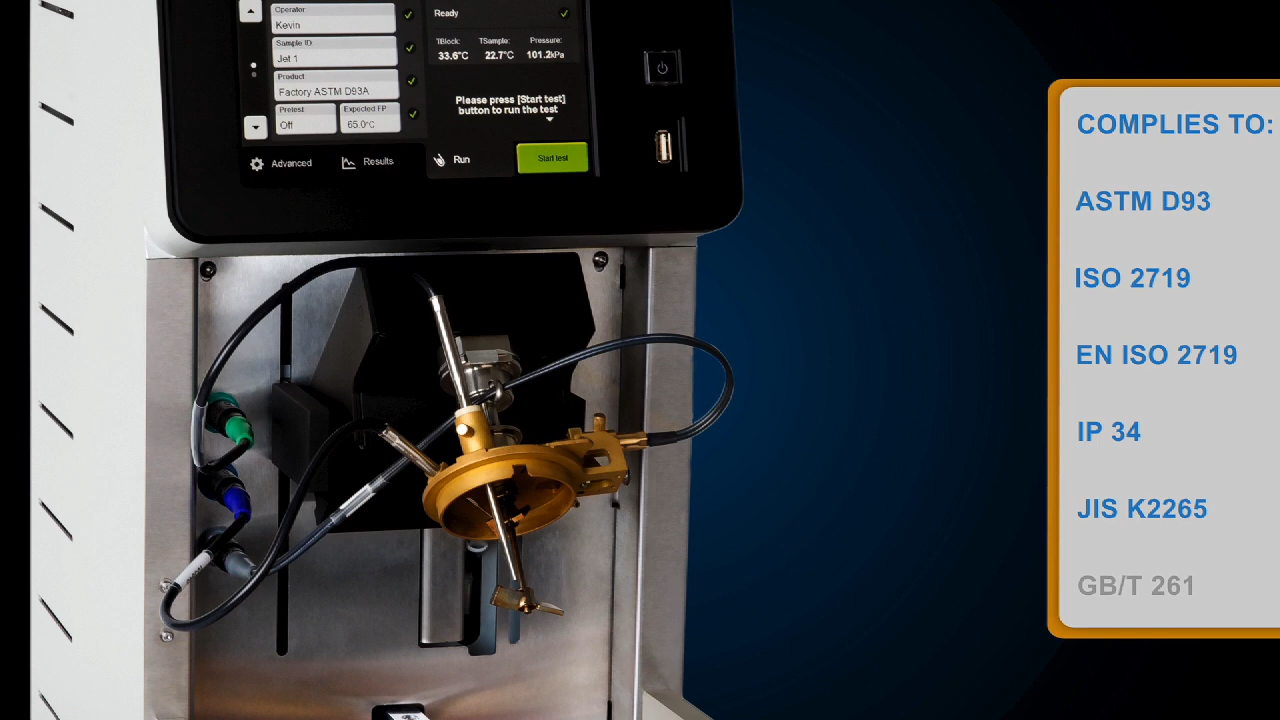 Operator
Kevin
Sample ID
Jet 1
Product
Factory ASTM D93A
Pretest
Off
Expected FP
65.0°C
Ready
TBlock: TSample: Pressure:
33.6°C 22.7°C 101.2kPa
Please press [Start test]
button to run the test
Advanced
Results
Run
Start test
COMPLIES TO:
ASTM D93
ISO 2719
EN ISO 2719
IP 34
JIS K2265
GB/T 261